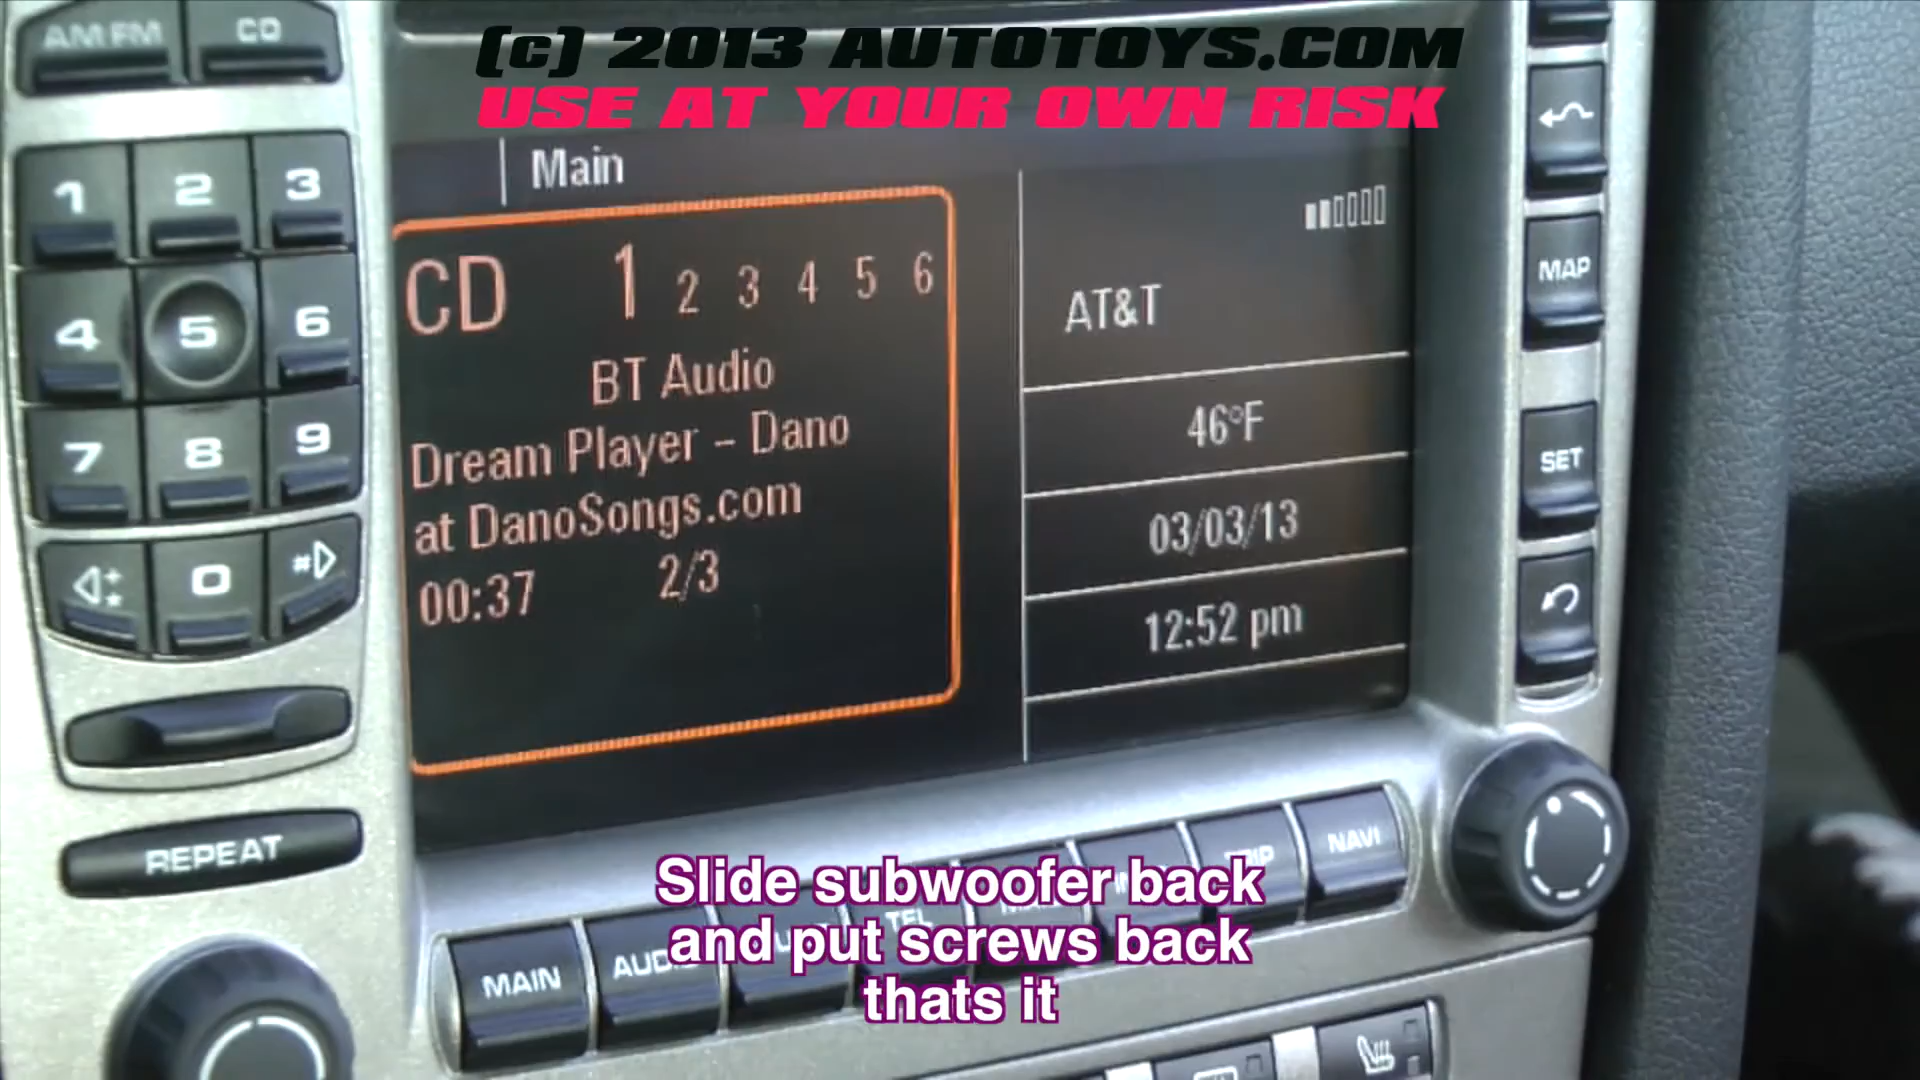 (c) 2013 AUTOTOYS.COM
USE AT YOUR OWN RISK
AM FM
CD
1
2
3
4
5
6
7
8
9
0
#
REPEAT
Main
CD 1 2 3 4 5 6
BT Audio
Dream Player - Dano
at DanoSongs.com
00:37 2/3
AT&T
46°F
03/03/13
12:52 pm
MAP
SET
MAIN
TEL
NAVI
Slide subwoofer back
and put screws back
thats it